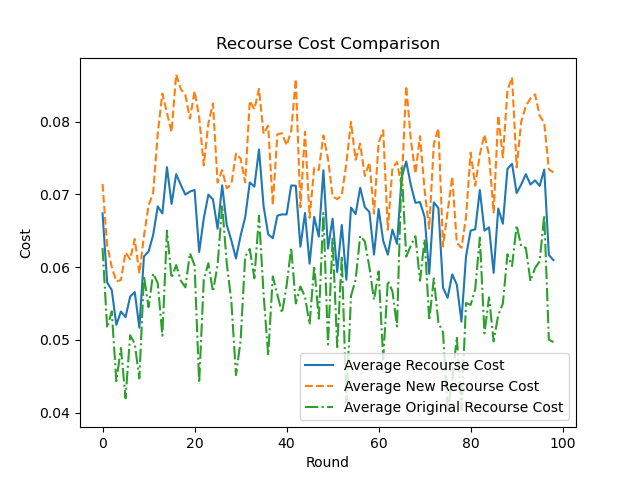 Recourse Cost Comparison
Cost
0.08
0.07
0.06
0.05
0.04
0
20
40
60
80
100
Round
Average Recourse Cost
Average New Recourse Cost
Average Original Recourse Cost